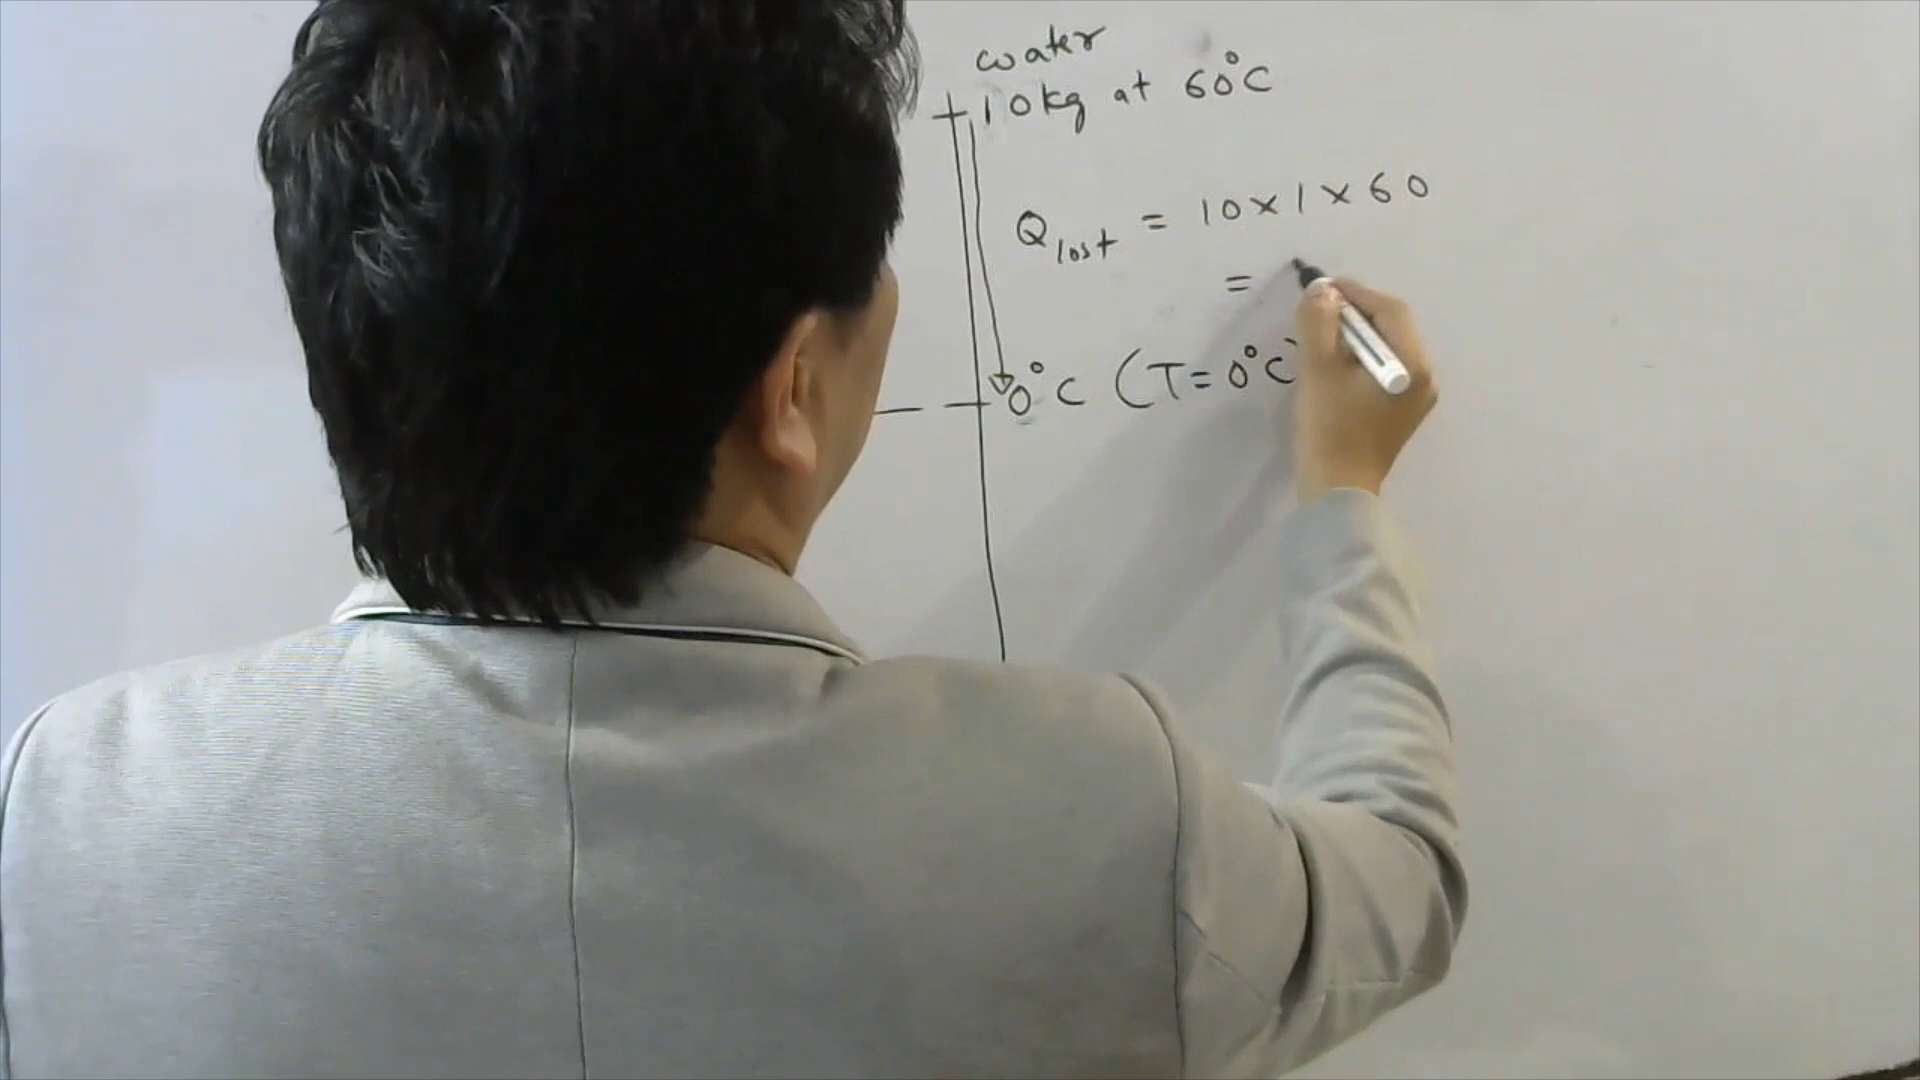 water
10kg at 60°C
Q lost = 10×1×60
=
0°C (T=0°C)